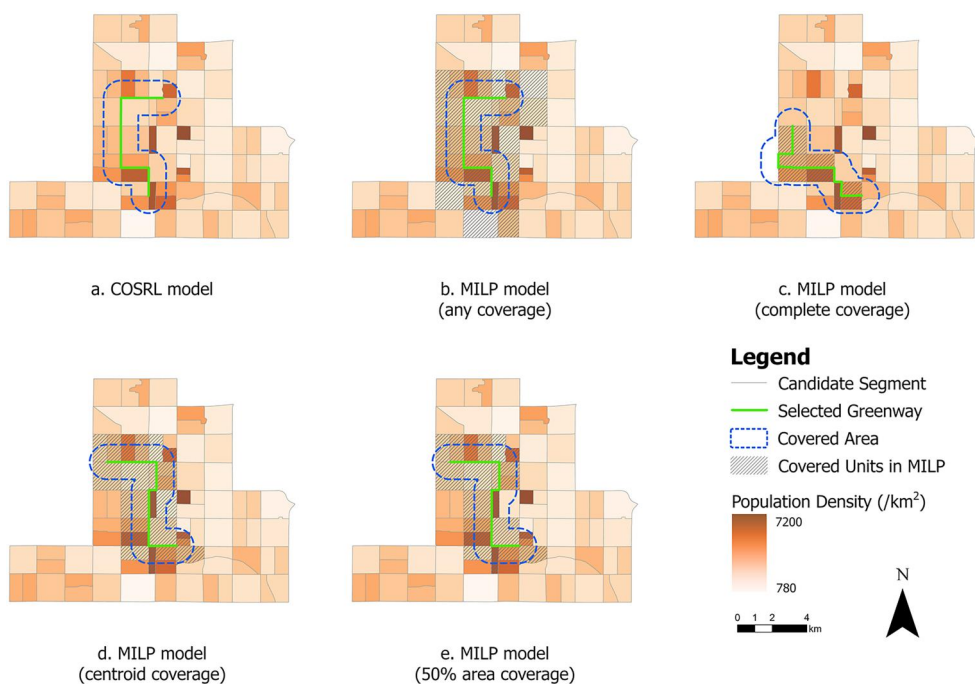 a. COSRL model
b. MILP model
(any coverage)
c. MILP model
(complete coverage)
Legend
Candidate Segment
Selected Greenway
Covered Area
Covered Units in MILP
Population Density (/km²)
7200
780
N
0 1 2 4
km
d. MILP model
(centroid coverage)
e. MILP model
(50% area coverage)